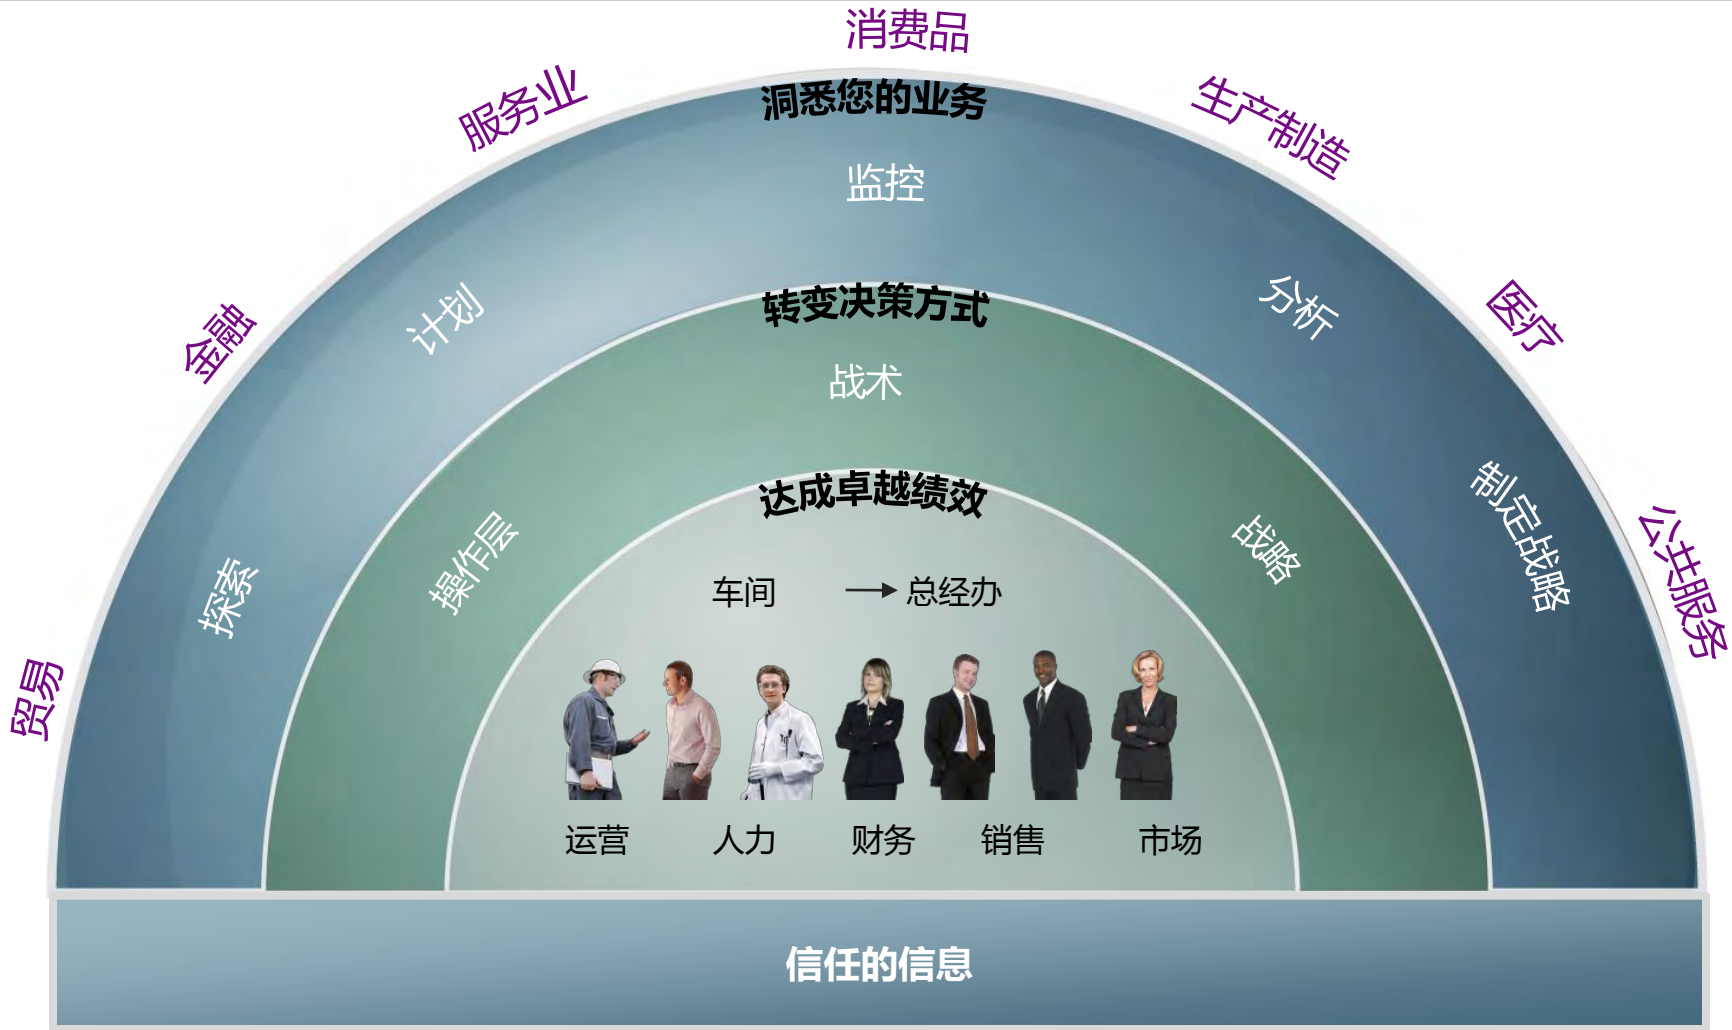 消费品
服务业
生产制造
金融
医疗
贸易
公共服务
洞悉您的业务
监控
计划
分析
探索
制定战略
转变决策方式
战术
操作层
战略
达成卓越绩效
车间 总经办
运营 人力 财务 销售 市场
信任的信息